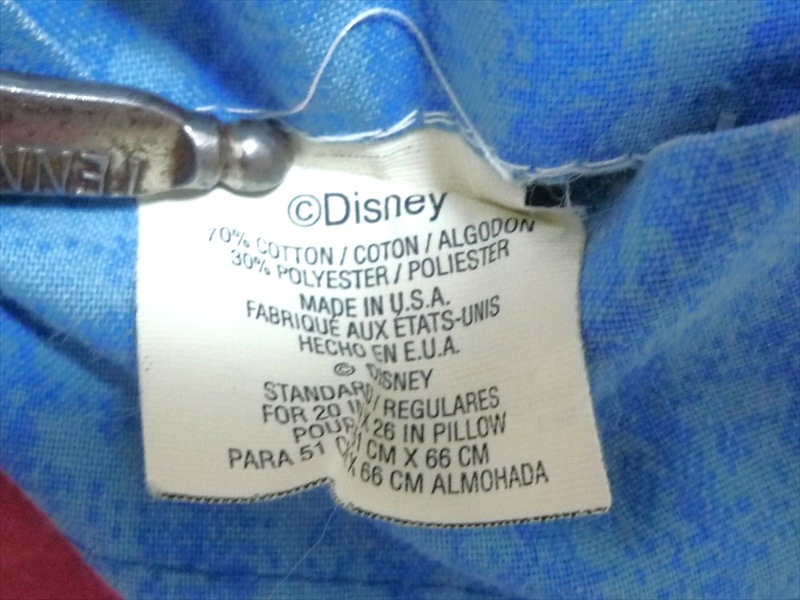 ©Disney
70% COTTON / COTON / ALGODON
30% POLYESTER / POLIESTER
MADE IN U.S.A.
FABRIQUÉ AUX ÉTATS-UNIS
HECHO EN E.U.A.
© DISNEY
STANDARD / REGULARES
FOR 20 IN X 26 IN PILLOW
POUR CM X 66 CM
PARA 51 X 66 CM ALMOHADA